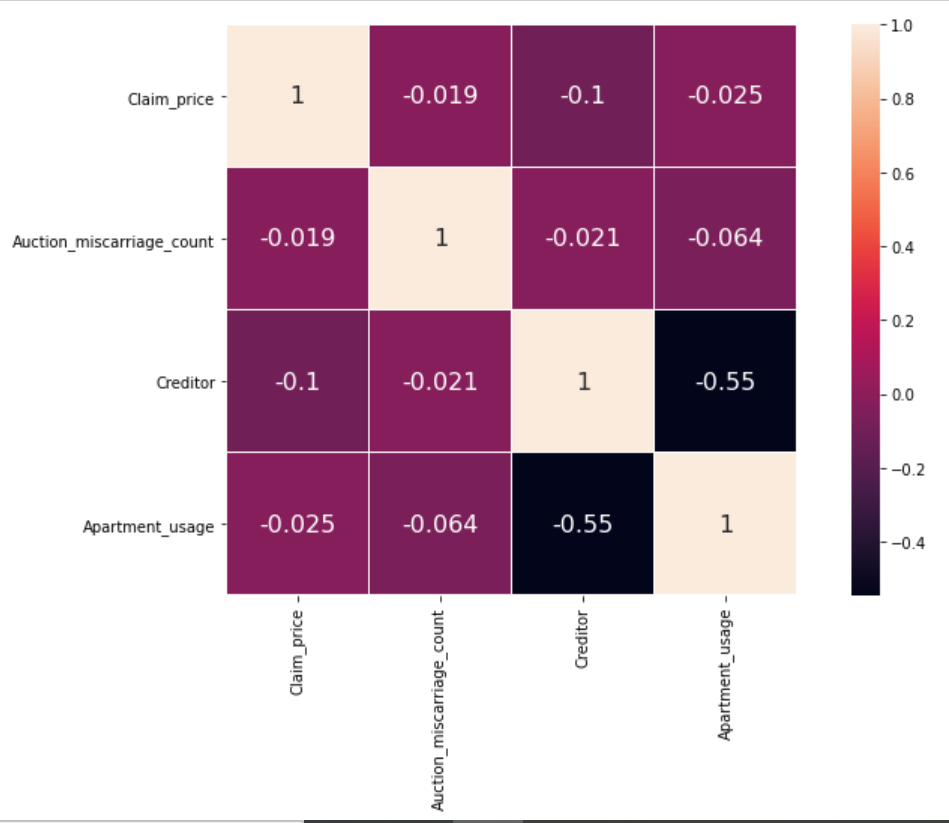 Claim_price 1 -0.019 -0.1 -0.025
Auction_miscarriage_count -0.019 1 -0.021 -0.064
Creditor -0.1 -0.021 1 -0.55
Apartment_usage -0.025 -0.064 -0.55 1
Claim_price
Auction_miscarriage_count
Creditor
Apartment_usage
1.0
0.8
0.6
0.4
0.2
0.0
−0.2
−0.4